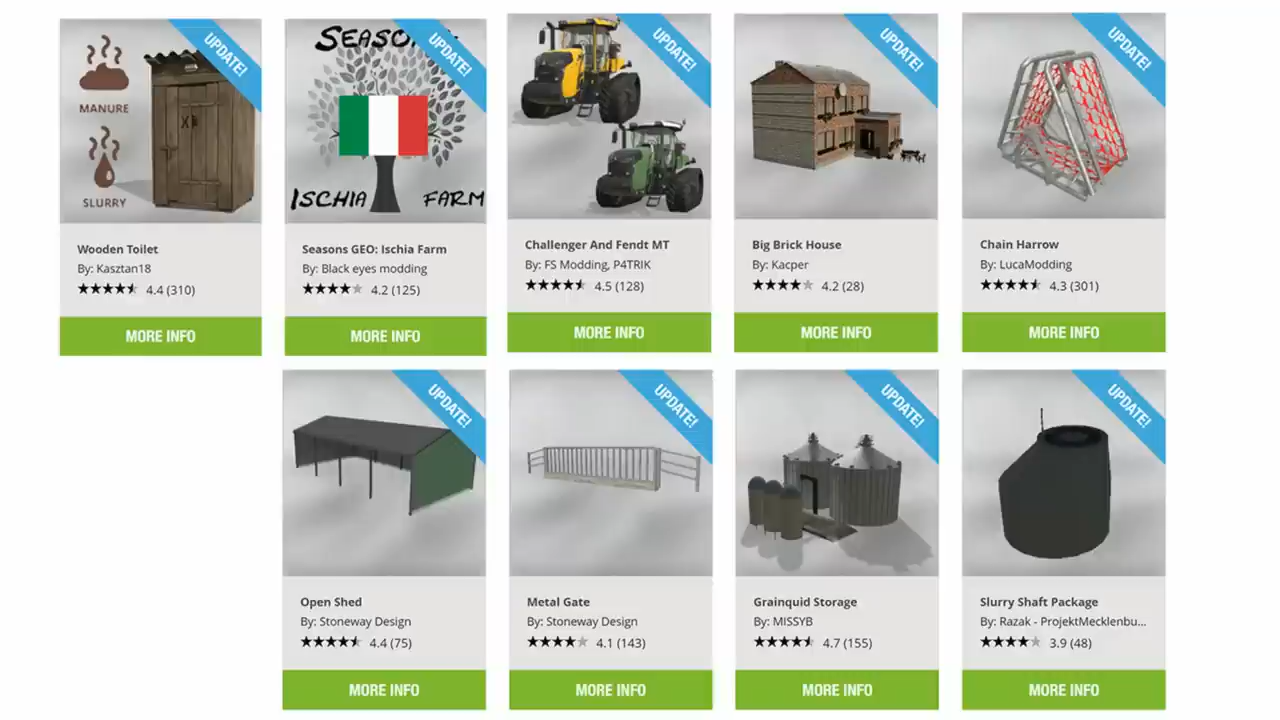 UPDATE!
MANURE
SLURRY
Wooden Toilet
By: Kasztan18
4.4 (310)
MORE INFO
UPDATE!
ISCHIA FARM
Seasons GEO: Ischia Farm
By: Black eyes modding
4.2 (125)
MORE INFO
UPDATE!
Challenger And Fendt MT
By: FS Modding, P4TRIK
4.5 (128)
MORE INFO
UPDATE!
Big Brick House
By: Kacper
4.2 (28)
MORE INFO
UPDATE!
Chain Harrow
By: LucaModding
4.3 (301)
MORE INFO
UPDATE!
Open Shed
By: Stoneway Design
4.4 (75)
MORE INFO
UPDATE!
Metal Gate
By: Stoneway Design
4.1 (143)
MORE INFO
UPDATE!
Grainquid Storage
By: MISSYB
4.7 (155)
MORE INFO
UPDATE!
Slurry Shaft Package
By: Razak - ProjektMecklenbu...
3.9 (48)
MORE INFO